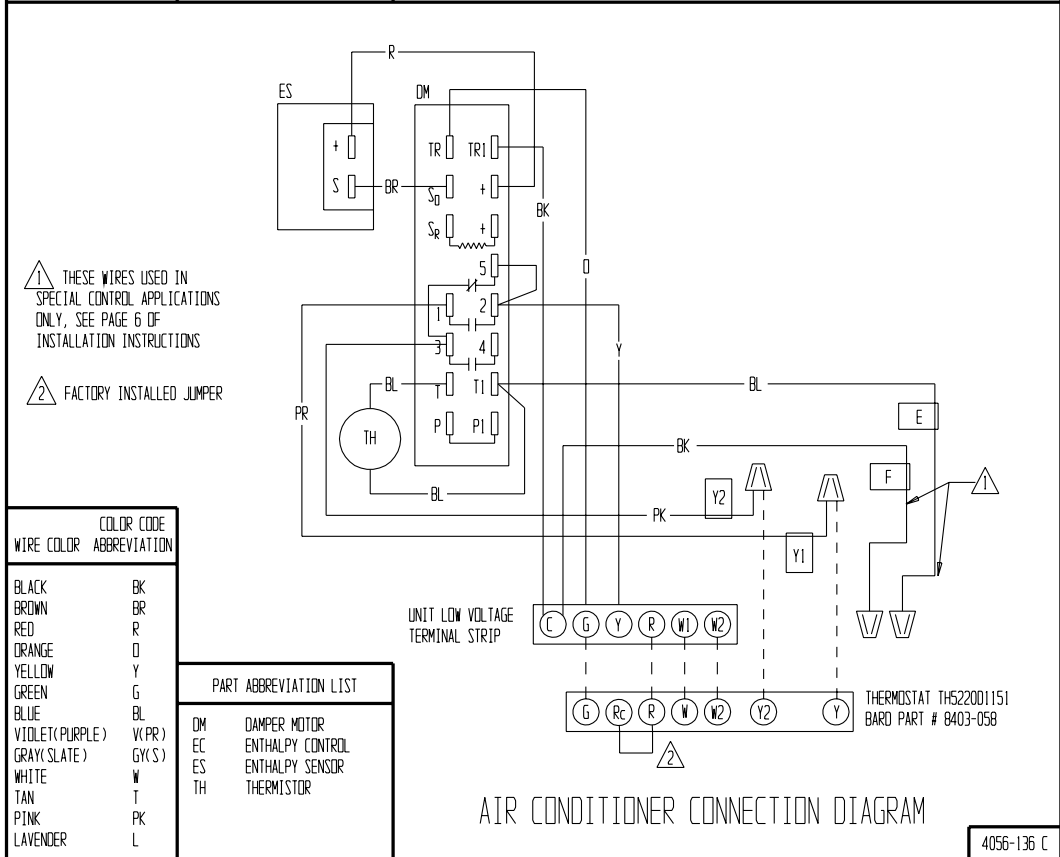 R
ES
DM
+
S
BR
TR
TR1
SD
+
SR
+
BK
O
5
1
2
3
4
Y
1 THESE WIRES USED IN
SPECIAL CONTROL APPLICATIONS
ONLY, SEE PAGE 6 OF
INSTALLATION INSTRUCTIONS
2 FACTORY INSTALLED JUMPER
PR
BL
T
T1
BL
TH
P
P1
BL
E
BK
F
1
Y2
PK
Y1
COLOR CODE
WIRE COLOR ABBREVIATION
BLACK BK
BROWN BR
RED R
ORANGE O
YELLOW Y
GREEN G
BLUE BL
VIOLET(PURPLE) V(PR)
GRAY(SLATE) GY(S)
WHITE W
TAN T
PINK PK
LAVENDER L
PART ABBREVIATION LIST
DM DAMPER MOTOR
EC ENTHALPY CONTROL
ES ENTHALPY SENSOR
TH THERMISTOR
UNIT LOW VOLTAGE
TERMINAL STRIP
C G Y R W1 W2
G Rc R W W2 Y2 Y
THERMOSTAT TH5220D1151
BARD PART # 8403-058
2
AIR CONDITIONER CONNECTION DIAGRAM
4056-136 C